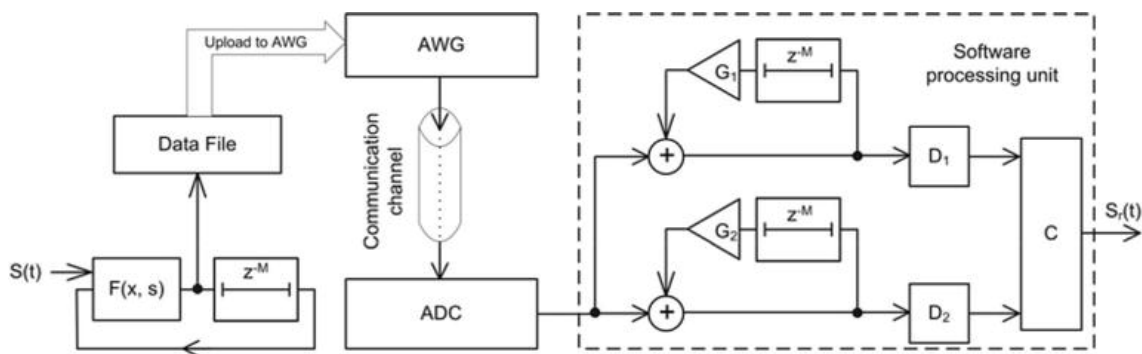 Upload to AWG
AWG
Software
processing unit
G₁
z⁻ᴹ
Data File
Communication
channel
+
D₁
S(t)
F(x, s)
z⁻ᴹ
ADC
G₂
z⁻ᴹ
+
D₂
C
Sᵣ(t)